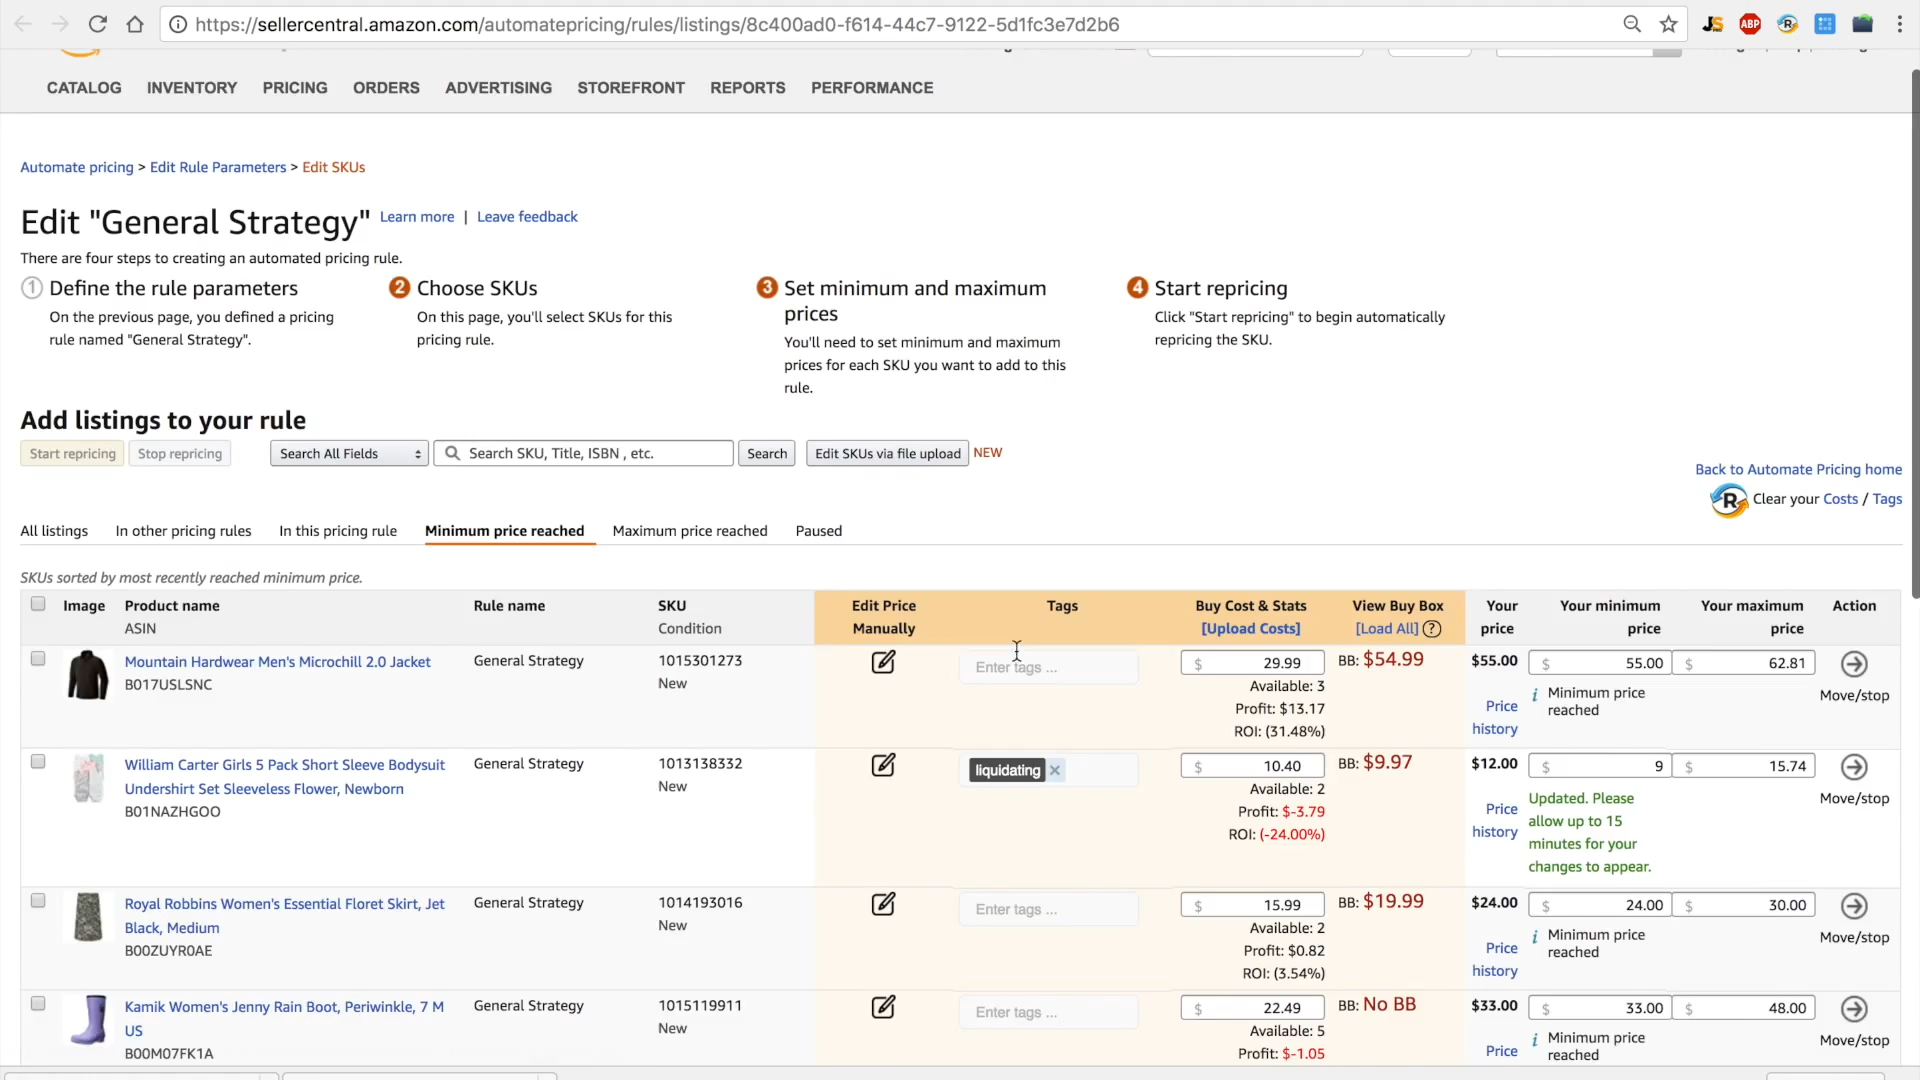 https://sellercentral.amazon.com/automatepricing/rules/listings/8c400ad0-f614-44c7-9122-5d1fc3e7d2b6
JS
ABP
R
CATALOG INVENTORY PRICING ORDERS ADVERTISING STOREFRONT REPORTS PERFORMANCE
Automate pricing > Edit Rule Parameters > Edit SKUs
Edit "General Strategy" Learn more | Leave feedback
There are four steps to creating an automated pricing rule.
1 Define the rule parameters
On the previous page, you defined a pricing
rule named "General Strategy".
2 Choose SKUs
On this page, you'll select SKUs for this
pricing rule.
3 Set minimum and maximum
prices
You'll need to set minimum and maximum
prices for each SKU you want to add to this
rule.
4 Start repricing
Click "Start repricing" to begin automatically
repricing the SKU.
Add listings to your rule
Start repricing Stop repricing Search All Fields Search SKU, Title, ISBN , etc. Search Edit SKUs via file upload NEW
Back to Automate Pricing home
R Clear your Costs / Tags
All listings In other pricing rules In this pricing rule Minimum price reached Maximum price reached Paused
SKUs sorted by most recently reached minimum price.
Image Product name Rule name SKU Edit Price Tags Buy Cost & Stats View Buy Box Your Your minimum Your maximum Action
ASIN Condition Manually [Upload Costs] [Load All] ? price price price
Mountain Hardwear Men's Microchill 2.0 Jacket General Strategy 1015301273 Enter tags ... $ 29.99 BB: $54.99 $55.00 $ 55.00 $ 62.81
B017USLSNC New Available: 3 i Minimum price Move/stop
Profit: $13.17 Price reached
ROI: (31.48%) history
William Carter Girls 5 Pack Short Sleeve Bodysuit General Strategy 1013138332 liquidating × $ 10.40 BB: $9.97 $12.00 $ 9 $ 15.74
Undershirt Set Sleeveless Flower, Newborn New Available: 2 Updated. Please Move/stop
B01NAZHGOO Profit: $-3.79 Price allow up to 15
ROI: (-24.00%) history minutes for your
changes to appear.
Royal Robbins Women's Essential Floret Skirt, Jet General Strategy 1014193016 Enter tags ... $ 15.99 BB: $19.99 $24.00 $ 24.00 $ 30.00
Black, Medium New Available: 2 i Minimum price Move/stop
B00ZUYR0AE Profit: $0.82 Price reached
ROI: (3.54%) history
Kamik Women's Jenny Rain Boot, Periwinkle, 7 M General Strategy 1015119911 Enter tags ... $ 22.49 BB: No BB $33.00 $ 33.00 $ 48.00
US New Available: 5 i Minimum price Move/stop
B00M07FK1A Profit: $-1.05 Price reached